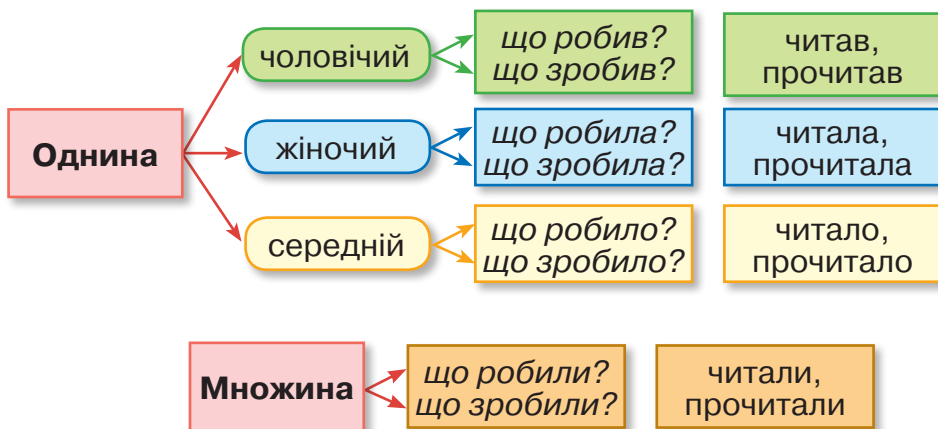 Однина
чоловічий
що робив?
що зробив?
читав,
прочитав
жіночий
що робила?
що зробила?
читала,
прочитала
середній
що робило?
що зробило?
читало,
прочитало
Множина
що робили?
що зробили?
читали,
прочитали